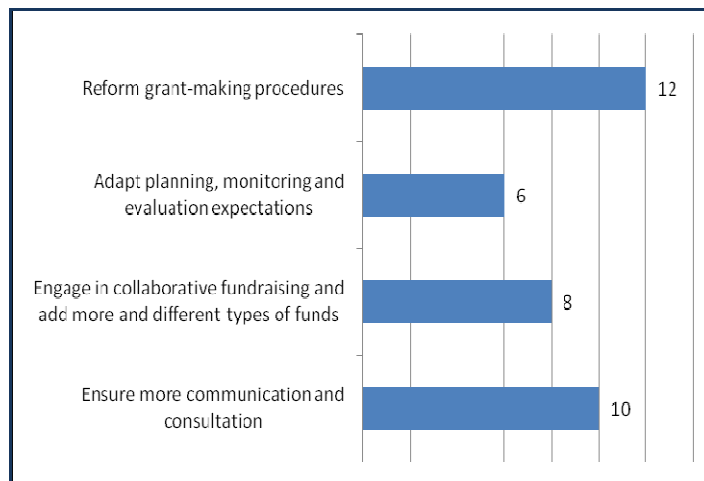 Reform grant-making procedures
12
Adapt planning, monitoring and
evaluation expectations
6
Engage in collaborative fundraising and
add more and different types of funds
8
Ensure more communication and
consultation
10